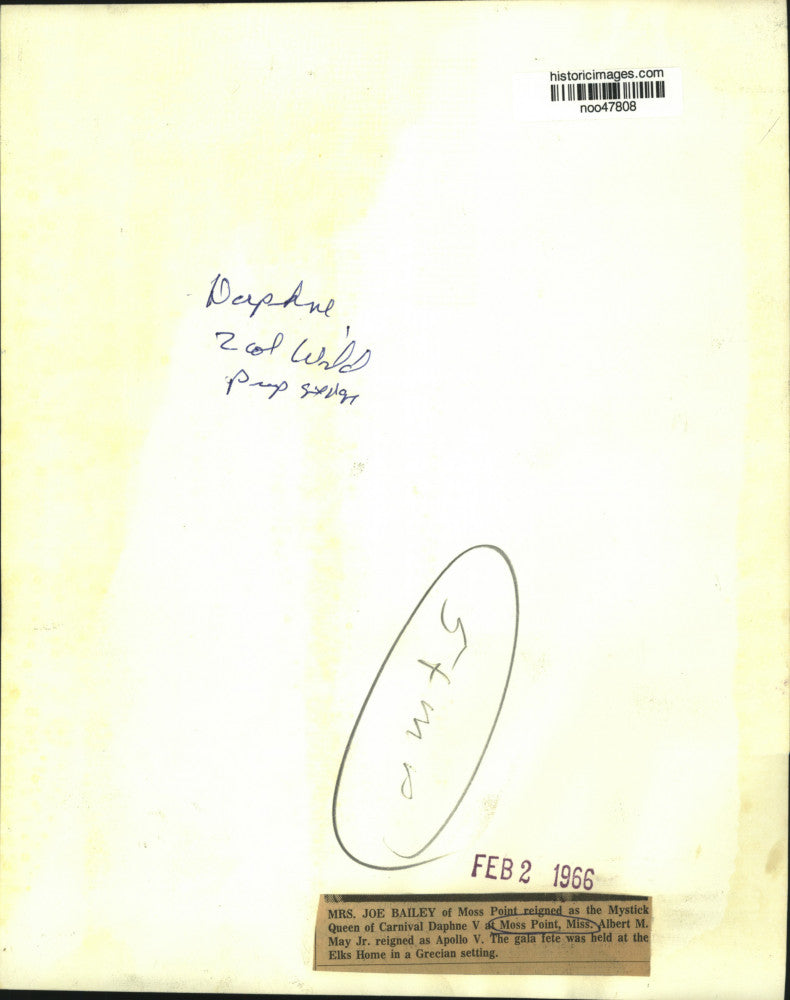 historicimages.com
noo47808
Daphne
2 col Wild
FEB 2 1966
MRS. JOE BAILEY of Moss Point reigned as the Mystick
Queen of Carnival Daphne V at Moss Point, Miss. Albert M.
May Jr. reigned as Apollo V. The gala fete was held at the
Elks Home in a Grecian setting.